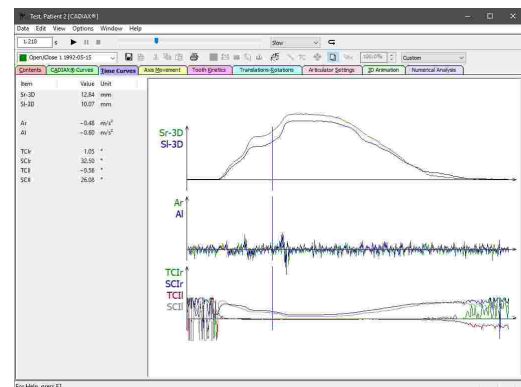 Test, Patient 2 [CADIAX®]
Date Edit View Options Window Help
1:218 s Slow
Open/Close 1 1992-05-15 100.0% Custom
Contents CADIAX® Curves Time Curves Axis Movement Tooth Kinetics Translations-Rotations Articulator Settings 3D Animation Numerical Analysis
Item Value Unit
Sr-3D 12.84 mm
Sl-3D 10.07 mm
Ar -0.48 m/s²
Al -0.60 m/s²
TCIr 1.05 °
SCIr 32.50 °
TCIl -0.56 °
SCIl 26.08 °
Sr-3D
Sl-3D
Ar
Al
TCIr
SCIr
TCIl
SCIl
For Help, press F1